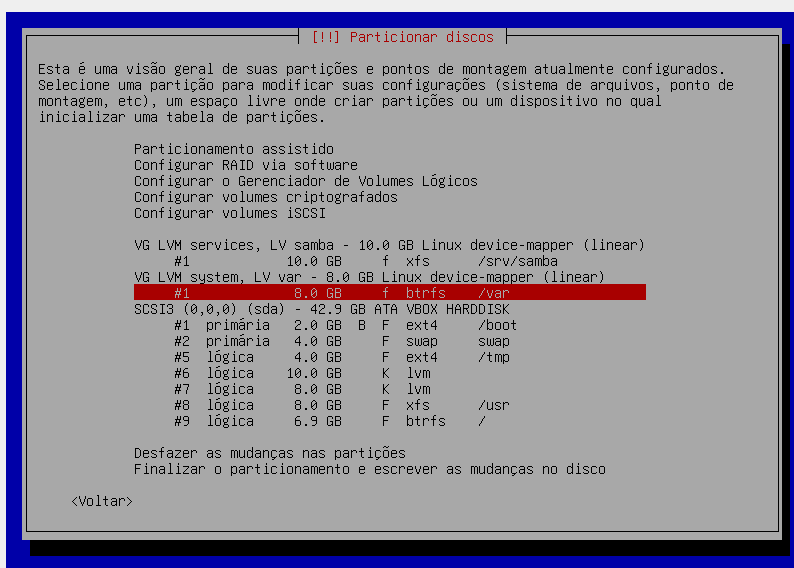 [!!] Particionar discos
Esta é uma visão geral de suas partições e pontos de montagem atualmente configurados.
Selecione uma partição para modificar suas configurações (sistema de arquivos, ponto de
montagem, etc), um espaço livre onde criar partições ou um dispositivo no qual
inicializar uma tabela de partições.
Particionamento assistido
Configurar RAID via software
Configurar o Gerenciador de Volumes Lógicos
Configurar volumes criptografados
Configurar volumes iSCSI
VG LVM services, LV samba - 10.0 GB Linux device-mapper (linear)
#1 10.0 GB f xfs /srv/samba
VG LVM system, LV var - 8.0 GB Linux device-mapper (linear)
#1 8.0 GB f btrfs /var
SCSI3 (0,0,0) (sda) - 42.9 GB ATA VBOX HARDDISK
#1 primária 2.0 GB B F ext4 /boot
#2 primária 4.0 GB F swap swap
#5 lógica 4.0 GB F ext4 /tmp
#6 lógica 10.0 GB K lvm
#7 lógica 8.0 GB K lvm
#8 lógica 8.0 GB F xfs /usr
#9 lógica 6.9 GB F btrfs /
Desfazer as mudanças nas partições
Finalizar o particionamento e escrever as mudanças no disco
<Voltar>